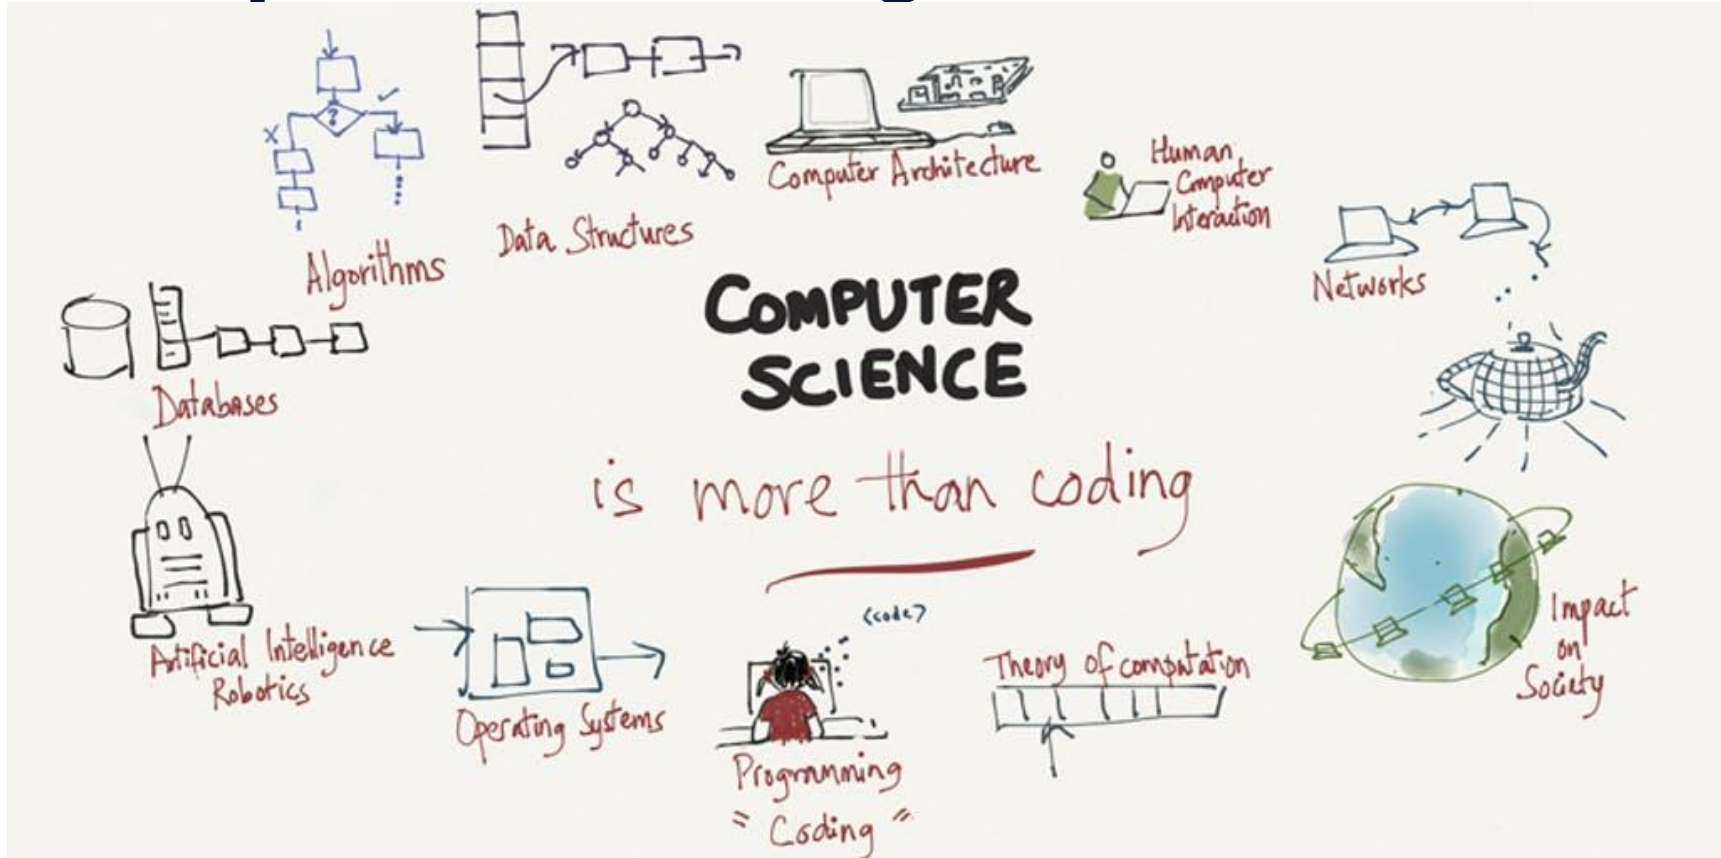 Algorithms
Data Structures
Computer Architecture
Human
Computer
Interaction
Networks
Databases
COMPUTER
SCIENCE
is more than coding
Artificial Intelligence
Robotics
Operating Systems
<code>
Programming
" Coding "
Theory of computation
Impact
on
Society
?